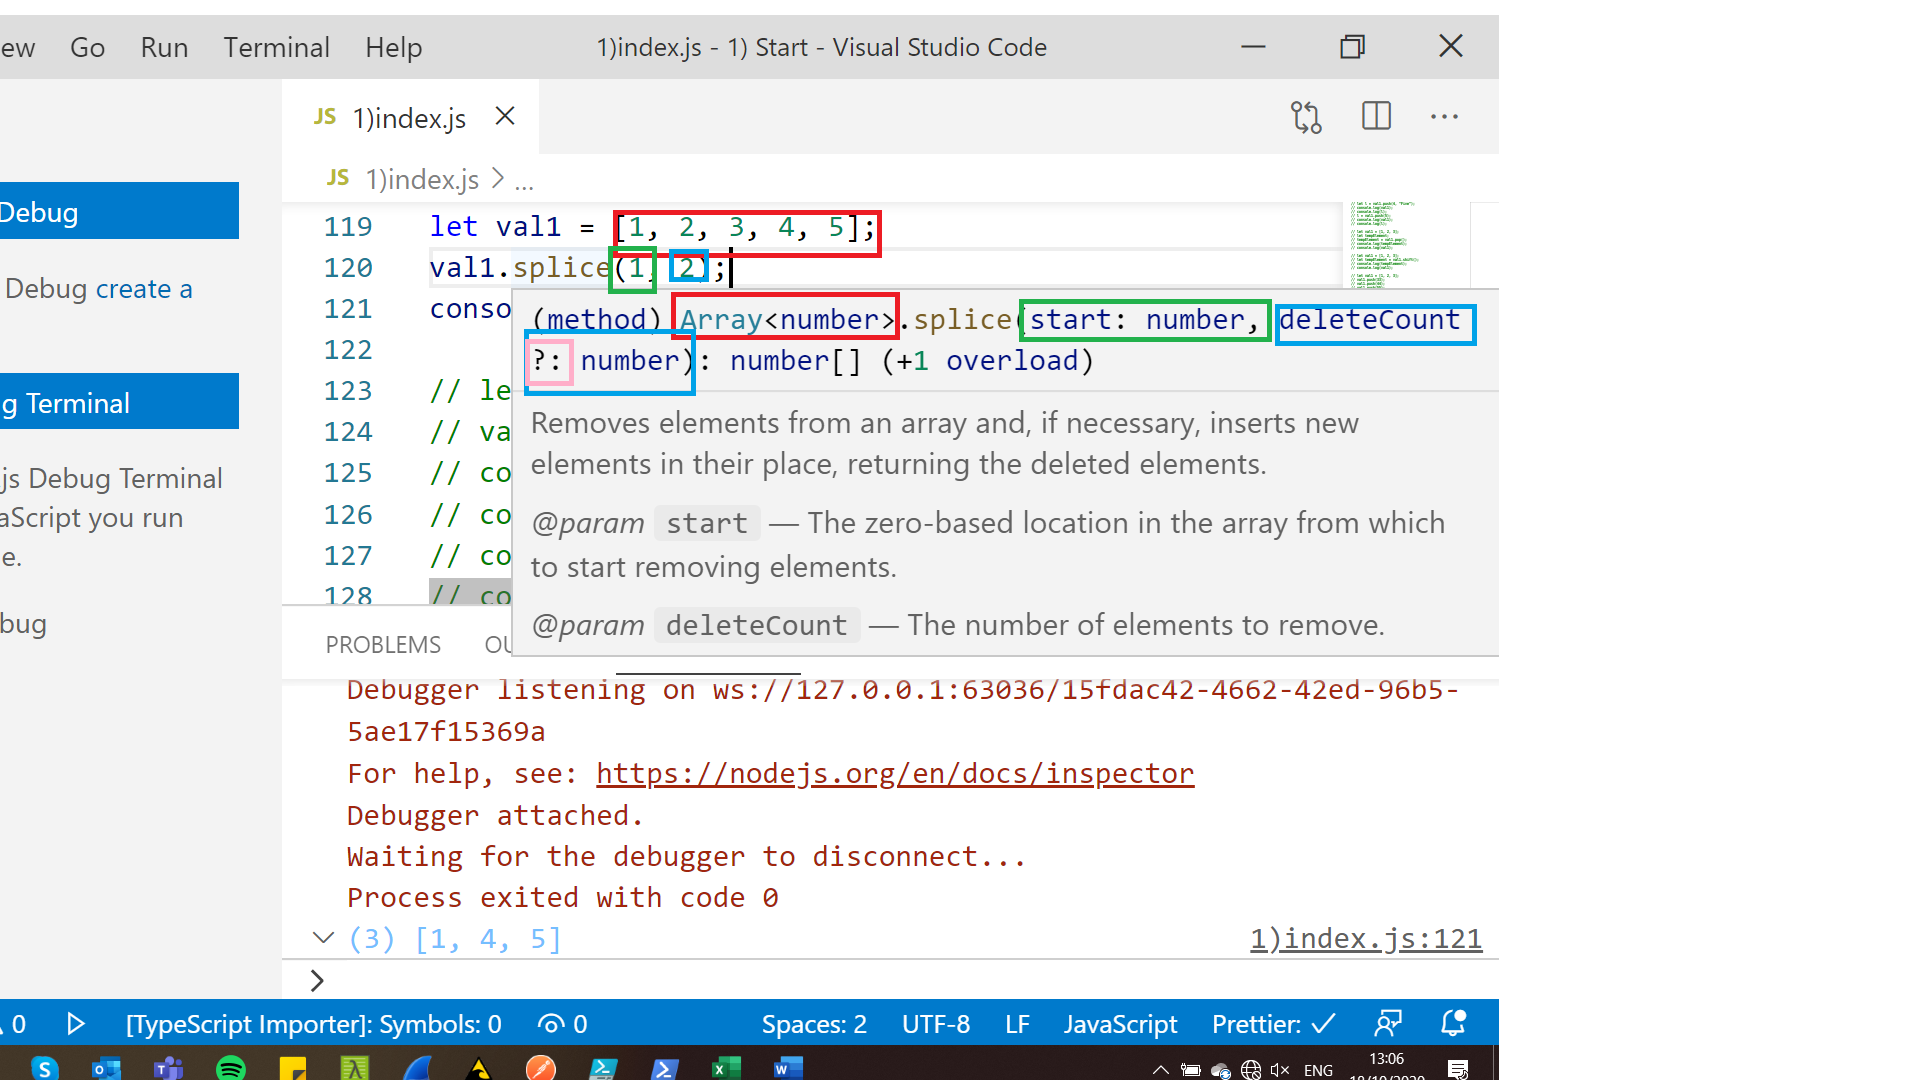 ew Go Run Terminal Help 1)index.js - 1) Start - Visual Studio Code
JS 1)index.js
JS 1)index.js > ...
Debug
Debug create a
g Terminal
js Debug Terminal
aScript you run
e.
bug
119 let val1 = [1, 2, 3, 4, 5];
120 val1.splice(1, 2);
121 conso
122
123 // le
124 // va
125 // co
126 // co
127 // co
128 // co
(method) Array<number>.splice(start: number, deleteCount
?: number): number[] (+1 overload)
Removes elements from an array and, if necessary, inserts new
elements in their place, returning the deleted elements.
@param start — The zero-based location in the array from which
to start removing elements.
@param deleteCount — The number of elements to remove.
PROBLEMS OU
Debugger listening on ws://127.0.0.1:63036/15fdac42-4662-42ed-96b5-
5ae17f15369a
For help, see: https://nodejs.org/en/docs/inspector
Debugger attached.
Waiting for the debugger to disconnect...
Process exited with code 0
(3) [1, 4, 5] 1)index.js:121
0 [TypeScript Importer]: Symbols: 0 0 Spaces: 2 UTF-8 LF JavaScript Prettier: ✓
ENG 13:06